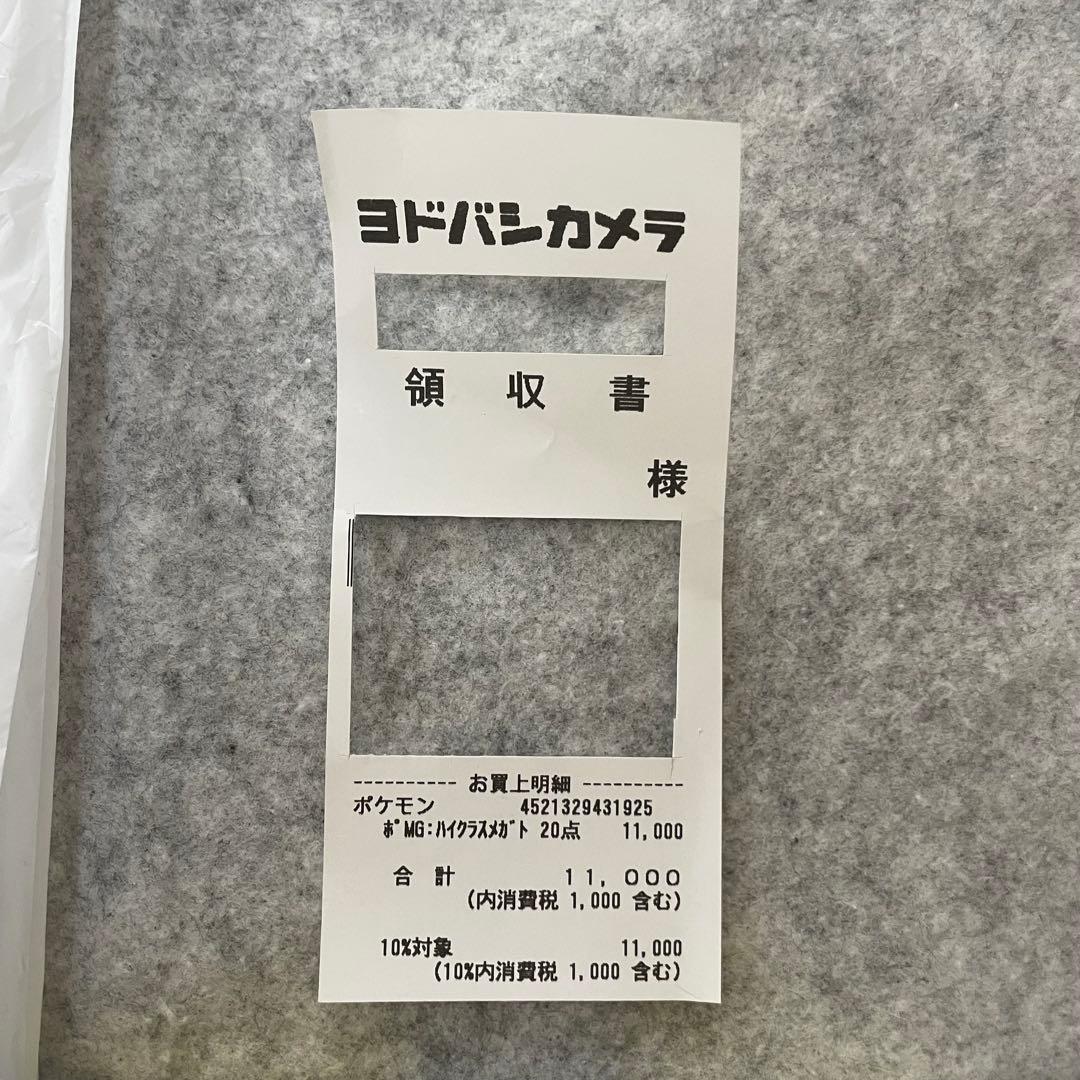 ヨドバシカメラ
領 収 書
様
---------- お買上明細 ----------
ポケモン 4521329431925
ﾎﾟMG:ﾊｲｸﾗｽﾒｶﾞﾄ 20点 11,000
合 計 １１，０００
(内消費税 1,000 含む)
10%対象 11,000
(10%内消費税 1,000 含む)